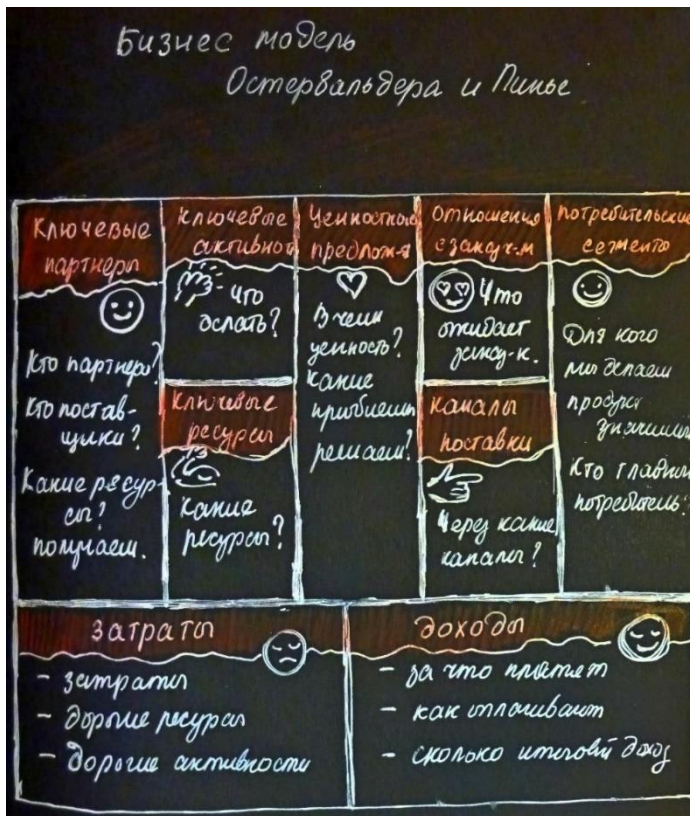 Бизнес модель
Остервальдера и Пинье
Ключевые
партнеры
Кто партнеры?
Кто постав-
щики?
Какие ресур-
сы?
получаем.
Ключевые
активнос
Что
делать?
Ключевые
ресурсы
Какие
ресурсы?
Ценностное
предлож-я
В чем
ценность?
Какие
решаем?
Отношения
с заказч-м
Что
ожидает
заказ-к.
Каналы
поставки
Через какие
каналы?
Потребительские
сегменты
Для кого
мы делаем
продукт
Кто главный
потребитель?
Затраты
- затраты
- дорогие ресурсы
- дорогие активности
Доходы
- за что платят
- как оплачивают
- сколько итоговый доход